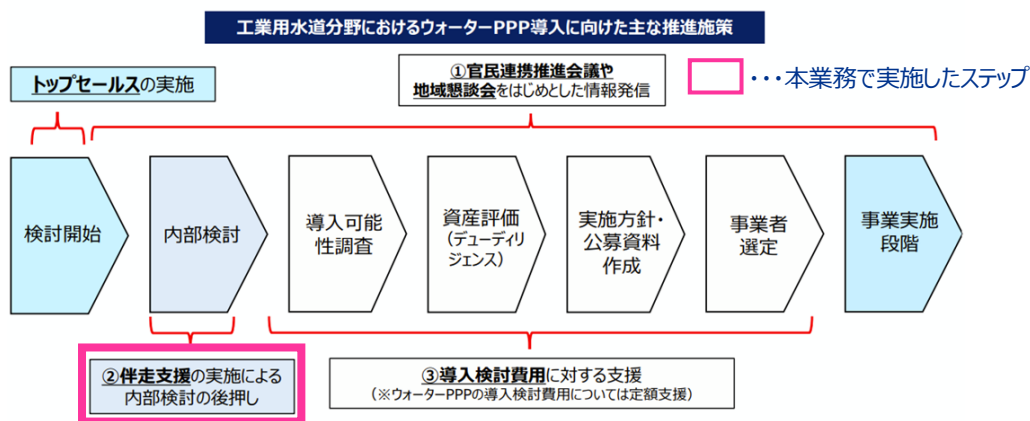 工業用水道分野におけるウォーターPPP導入に向けた主な推進施策
トップセールスの実施
①官民連携推進会議や
地域懇談会をはじめとした情報発信
・・・本業務で実施したステップ
検討開始
内部検討
導入可能
性調査
資産評価
（デューディリ
ジェンス）
実施方針・
公募資料
作成
事業者
選定
事業実施
段階
②伴走支援の実施による
内部検討の後押し
③導入検討費用に対する支援
（※ウォーターPPPの導入検討費用については定額支援）